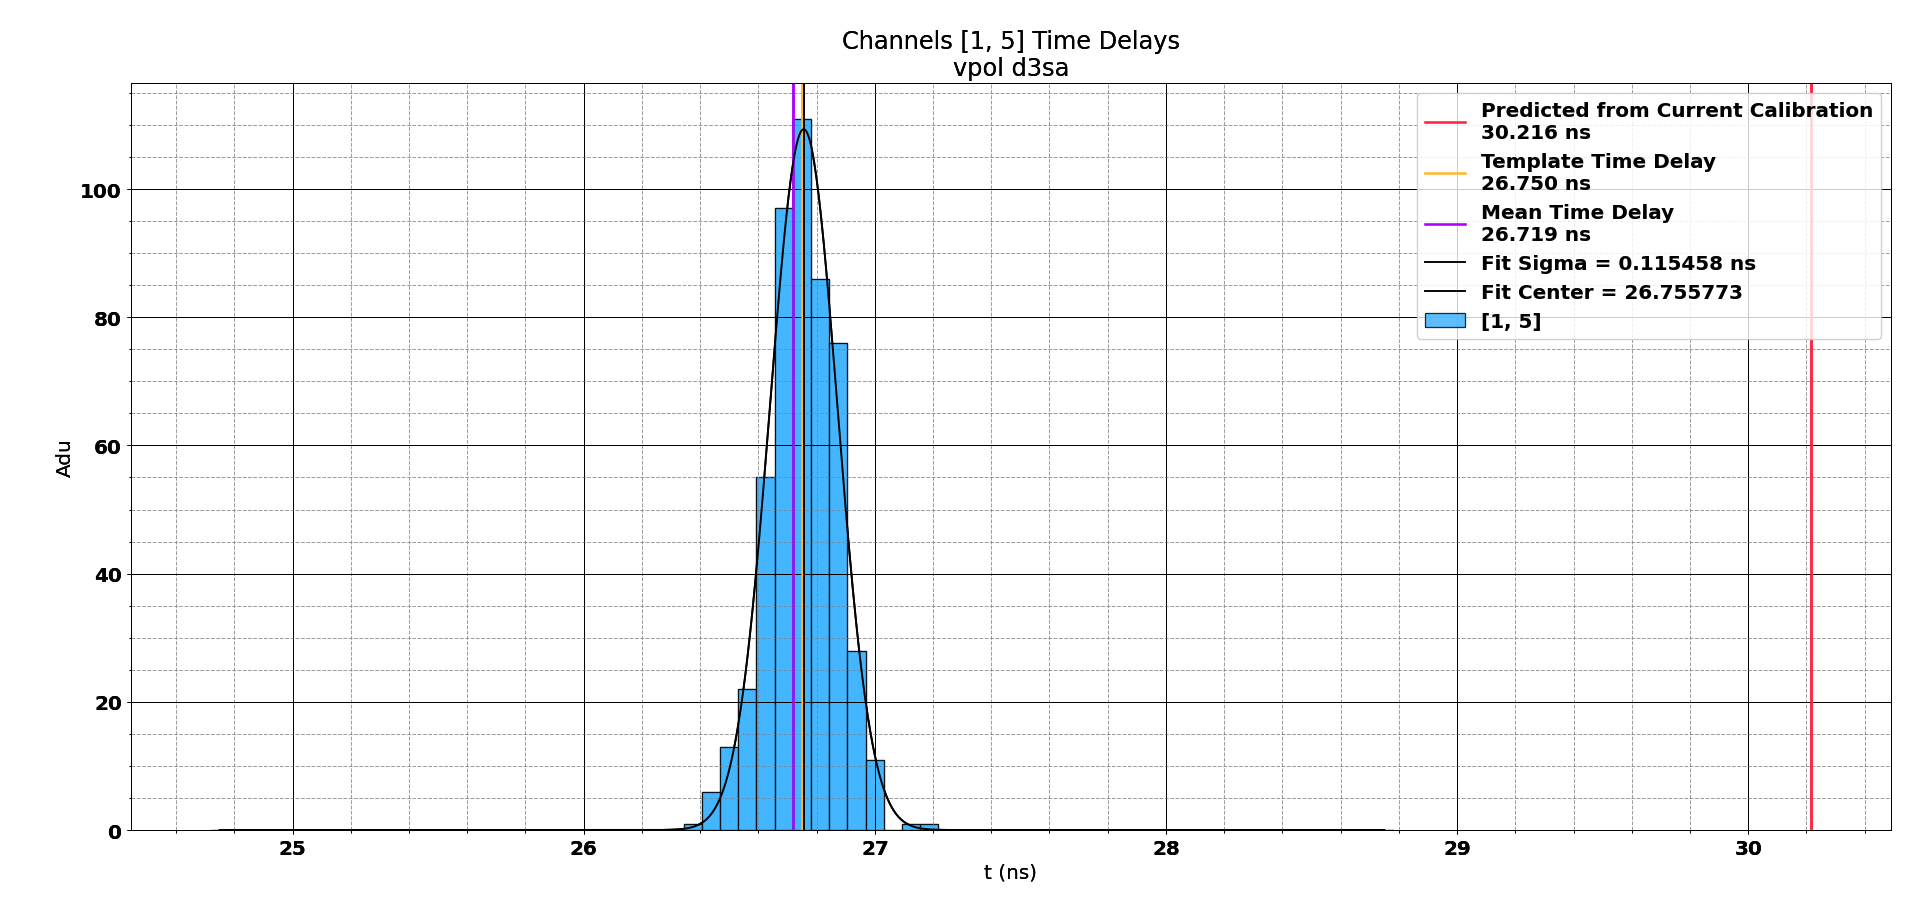 Channels [1, 5] Time Delays
vpol d3sa
Predicted from Current Calibration
30.216 ns
Template Time Delay
26.750 ns
Mean Time Delay
26.719 ns
Fit Sigma = 0.115458 ns
Fit Center = 26.755773
[1, 5]
Adu
100
80
60
40
20
0
25 26 27 28 29 30
t (ns)